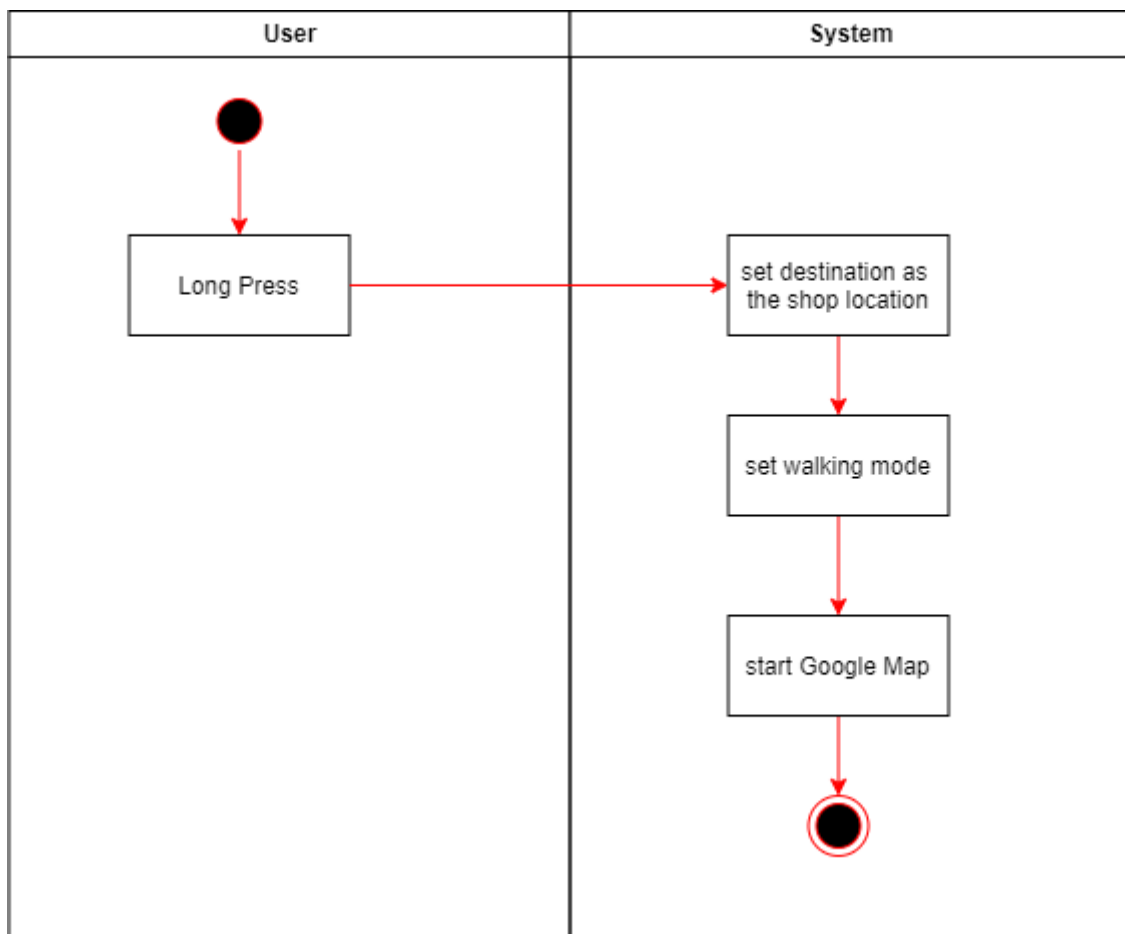 User
System
Long Press
set destination as
the shop location
set walking mode
start Google Map